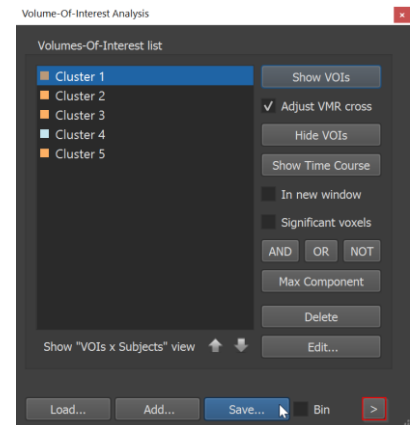 Volume-Of-Interest Analysis
Volumes-Of-Interest list
Cluster 1
Cluster 2
Cluster 3
Cluster 4
Cluster 5
Show VOIs
Adjust VMR cross
Hide VOIs
Show Time Course
In new window
Significant voxels
AND OR NOT
Max Component
Delete
Show "VOIs x Subjects" view
Edit...
Load... Add... Save... Bin >